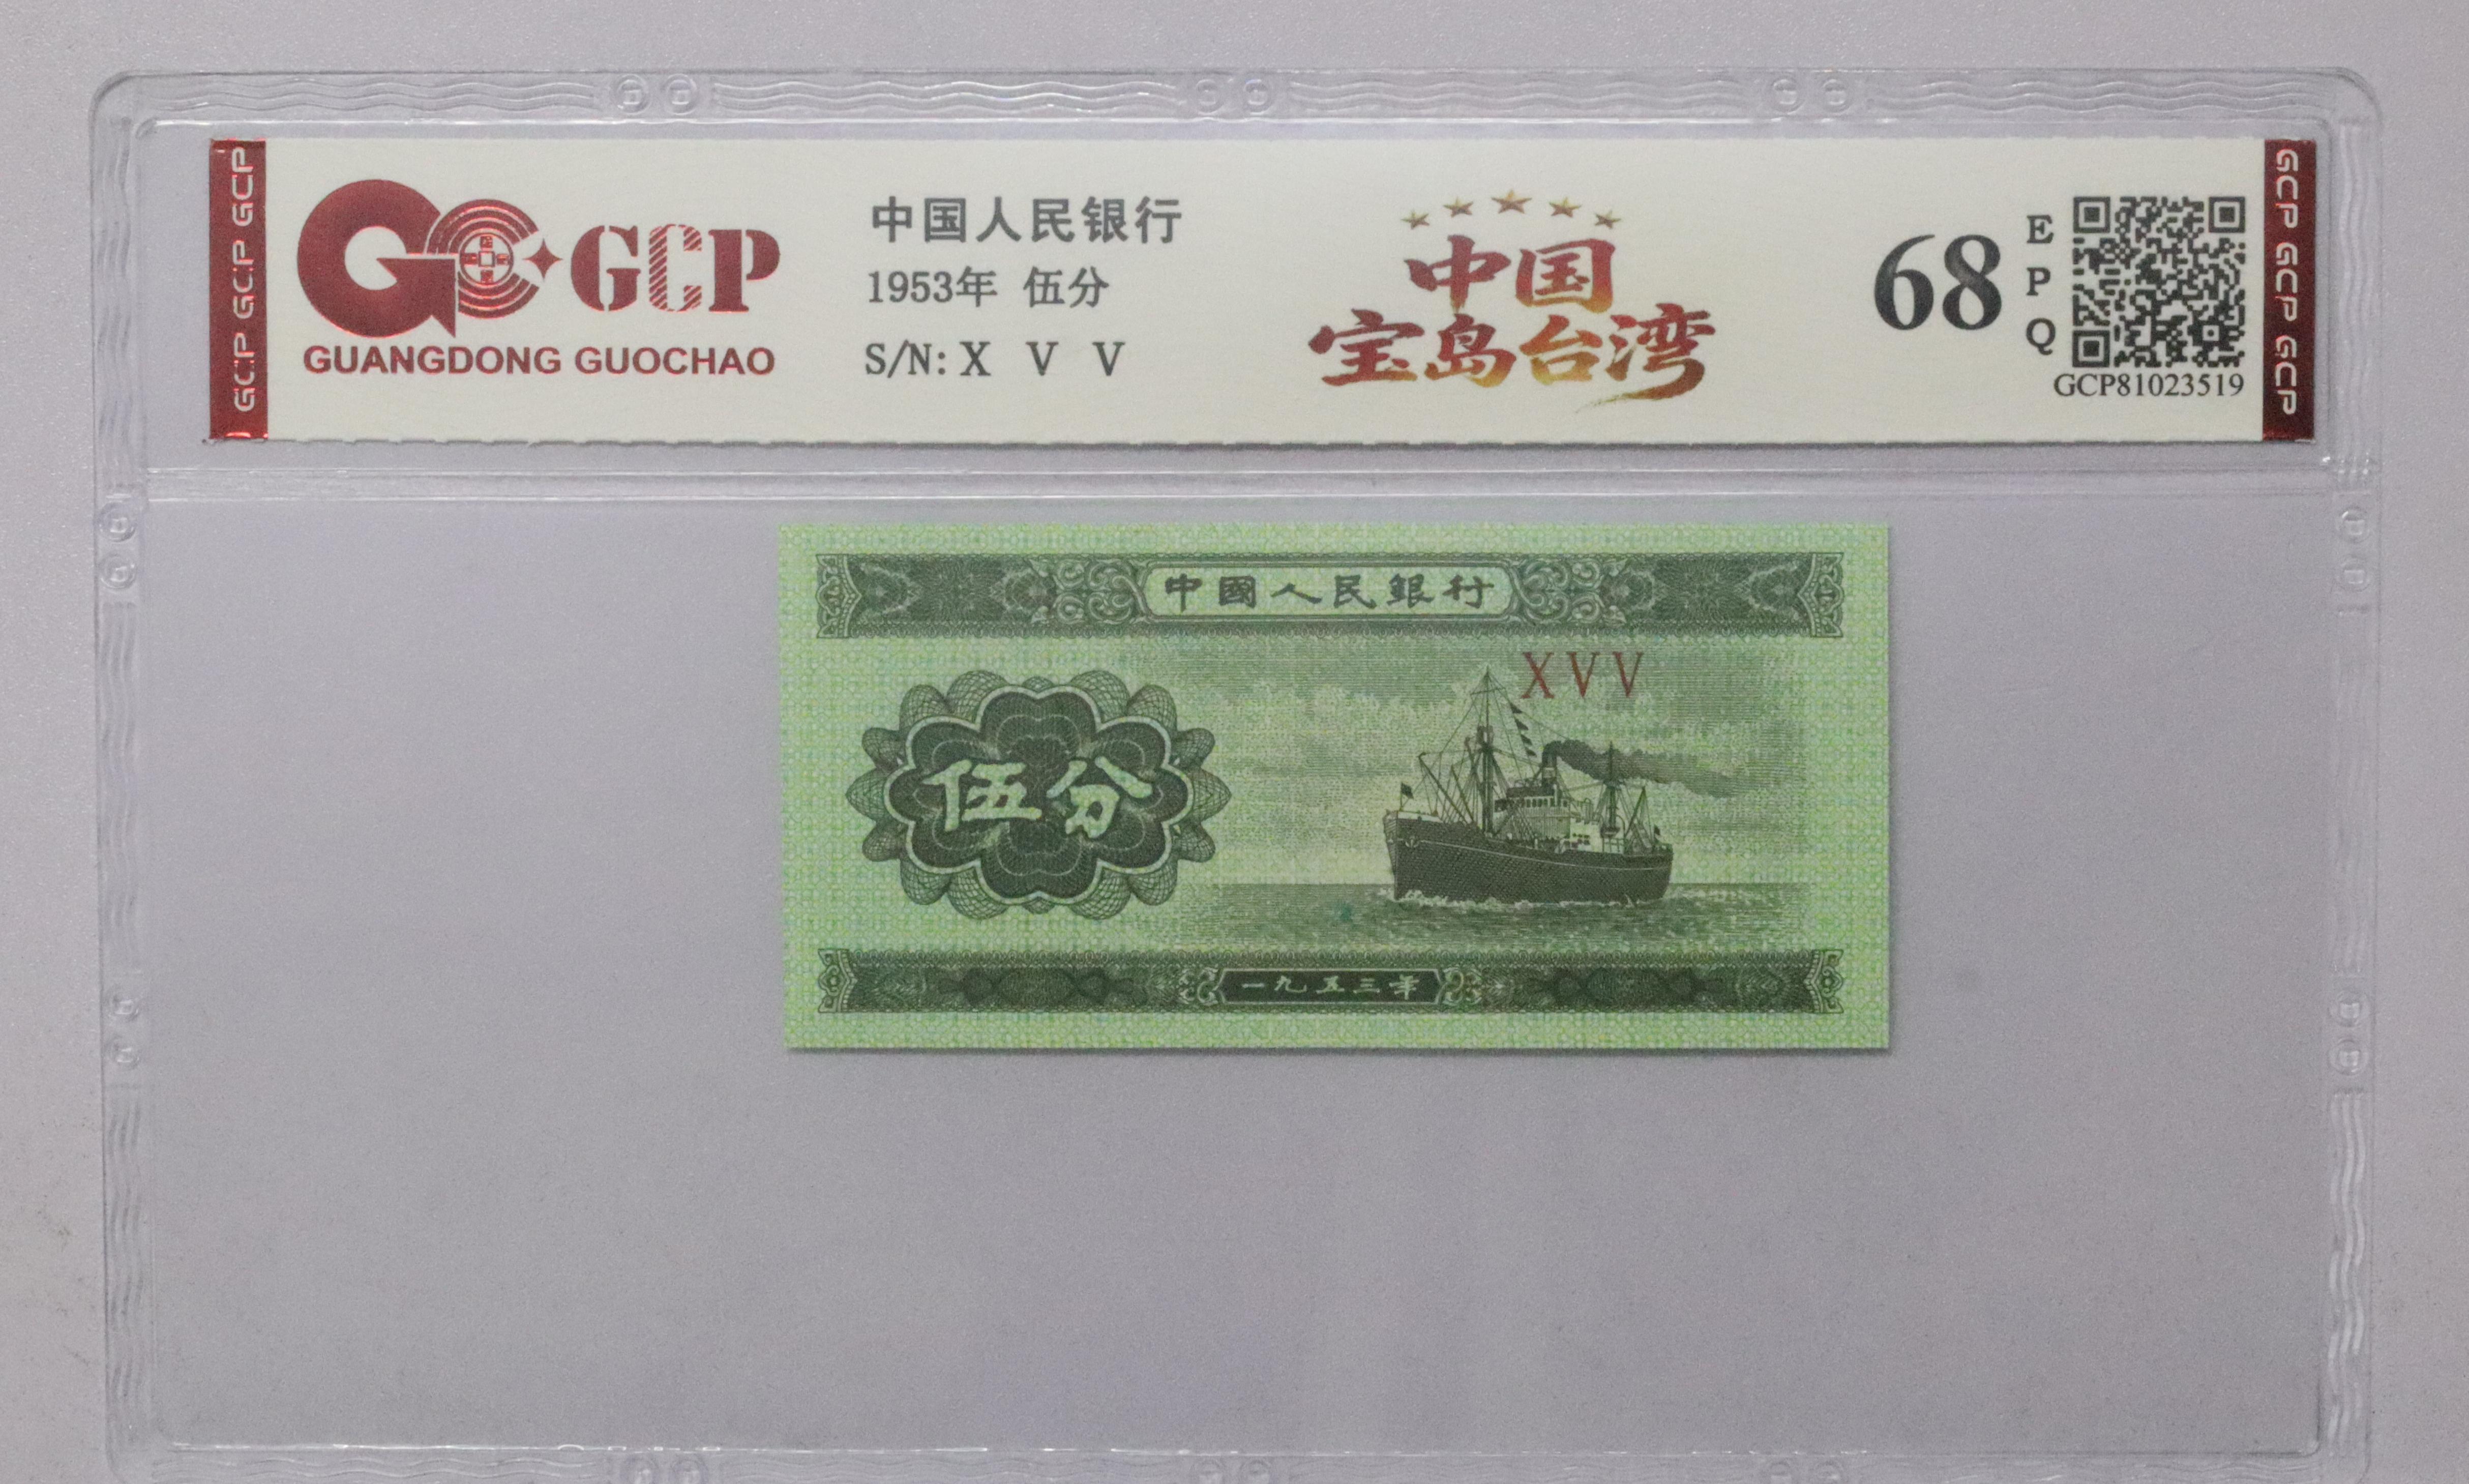 GCP GCP GCP
GCP
GUANGDONG GUOCHAO
中国人民银行
1953年 伍分
S/N: X V V
中国
宝岛台湾
68
E
P
Q
GCP81023519
GCP GCP GCP
中國人民銀行
XVV
伍分
一九五三年